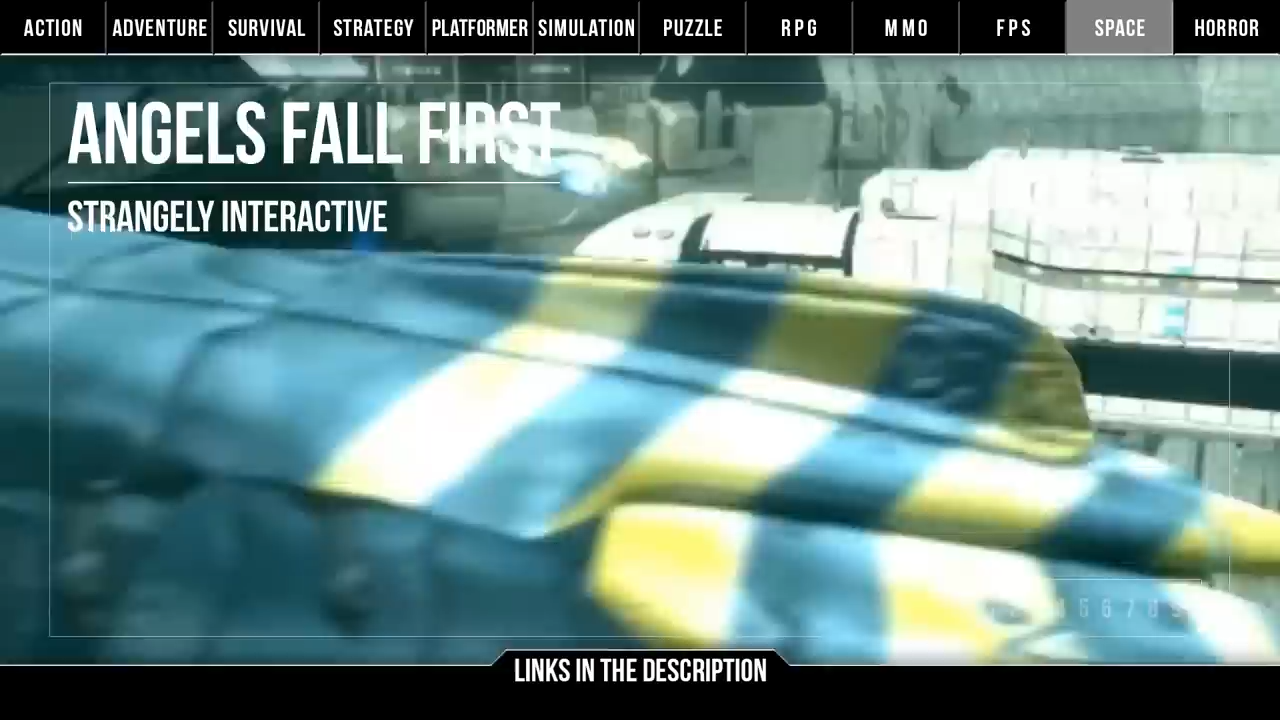 ACTION
ADVENTURE
SURVIVAL
STRATEGY
PLATFORMER
SIMULATION
PUZZLE
RPG
MMO
FPS
SPACE
HORROR
ANGELS FALL FIRST
STRANGELY INTERACTIVE
LINKS IN THE DESCRIPTION